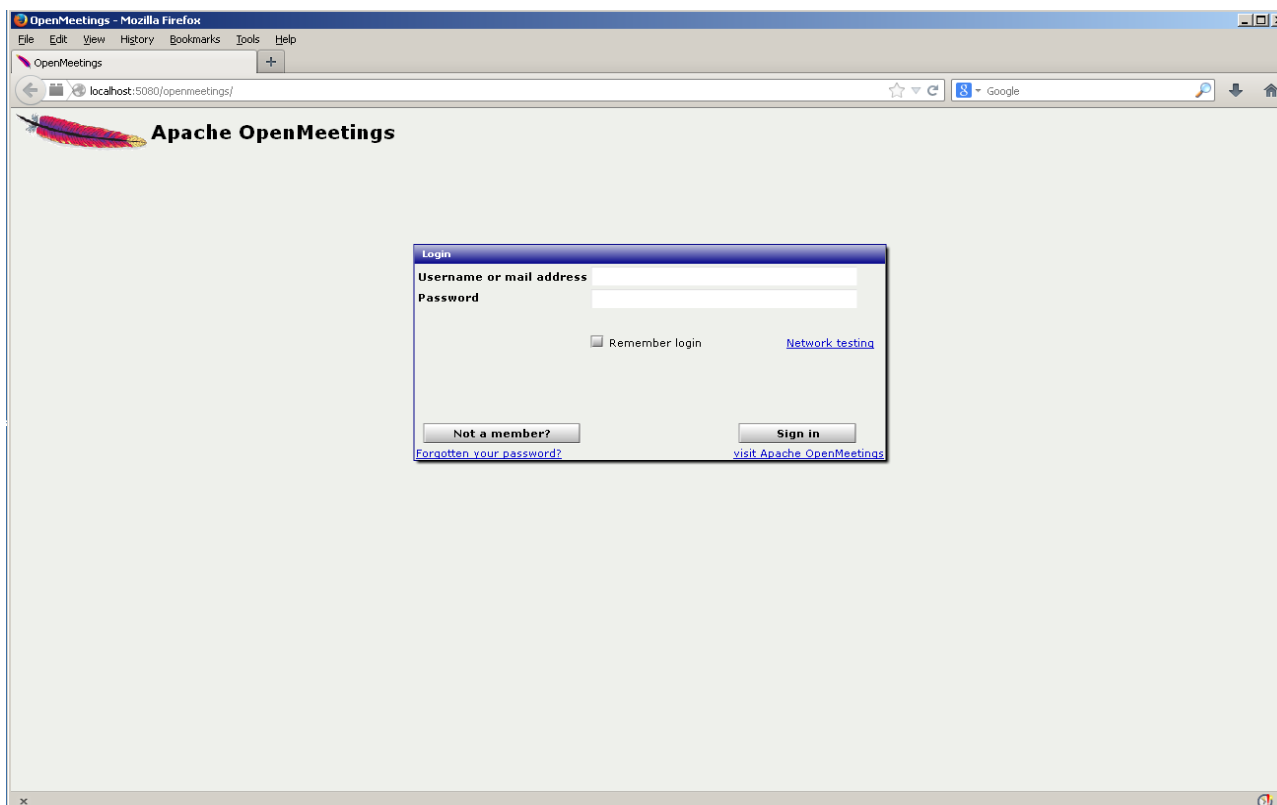 OpenMeetings - Mozilla Firefox
File Edit View History Bookmarks Tools Help
OpenMeetings +
localhost:5080/openmeetings/ 8 Google
Apache OpenMeetings
Login
Username or mail address
Password
Remember login Network testing
Not a member? Sign in
Forgotten your password? visit Apache OpenMeetings